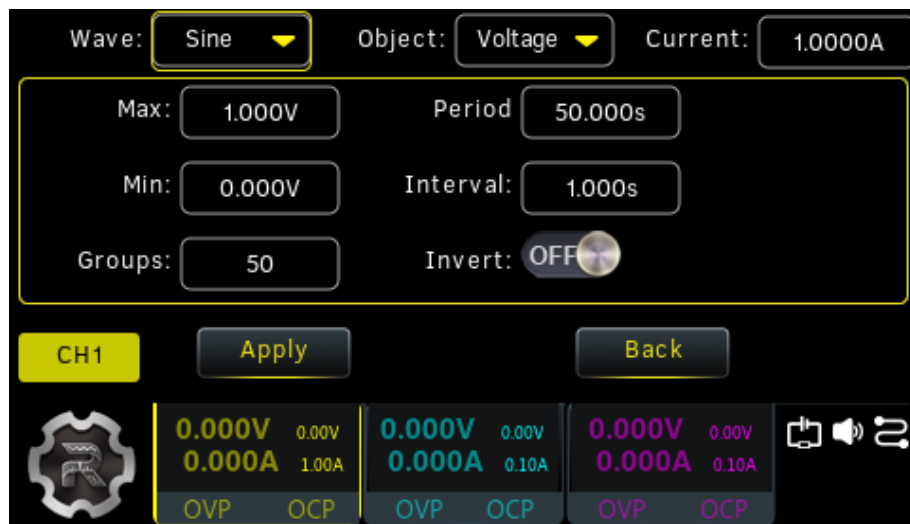 Wave: Sine Object: Voltage Current: 1.0000A
Max: 1.000V Period 50.000s
Min: 0.000V Interval: 1.000s
Groups: 50 Invert: OFF
CH1 Apply Back
0.000V 0.00V 0.000V 0.00V 0.000V 0.00V
0.000A 1.00A 0.000A 0.10A 0.000A 0.10A
R OVP OCP OVP OCP OVP OCP